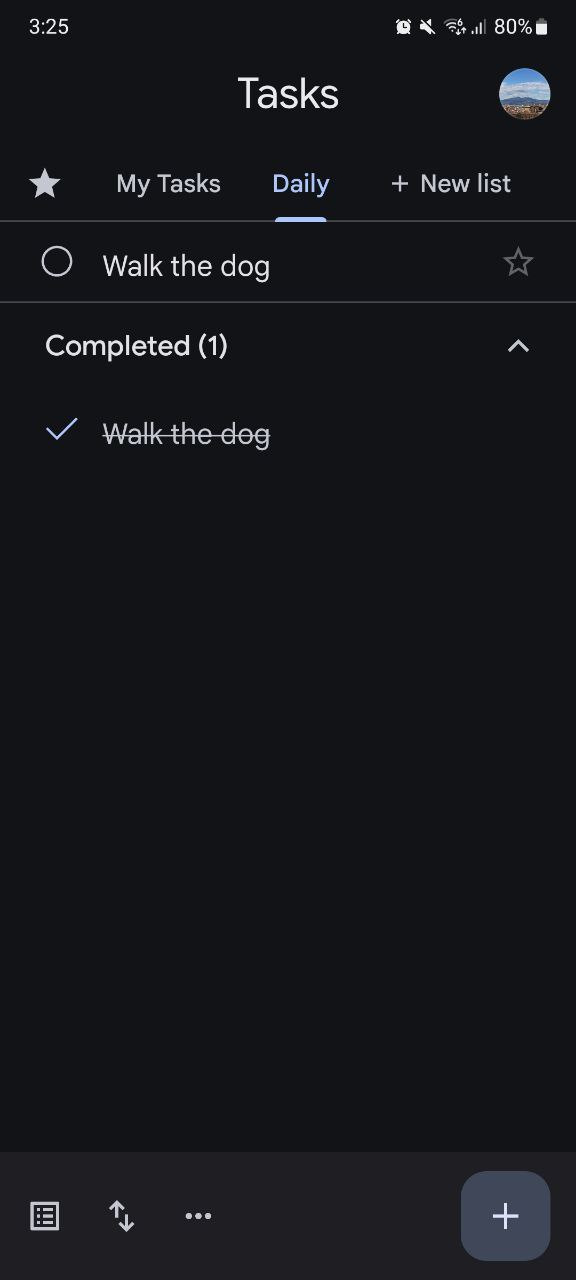 3:25 80%
Tasks
My Tasks Daily + New list
Walk the dog
Completed (1)
Walk the dog